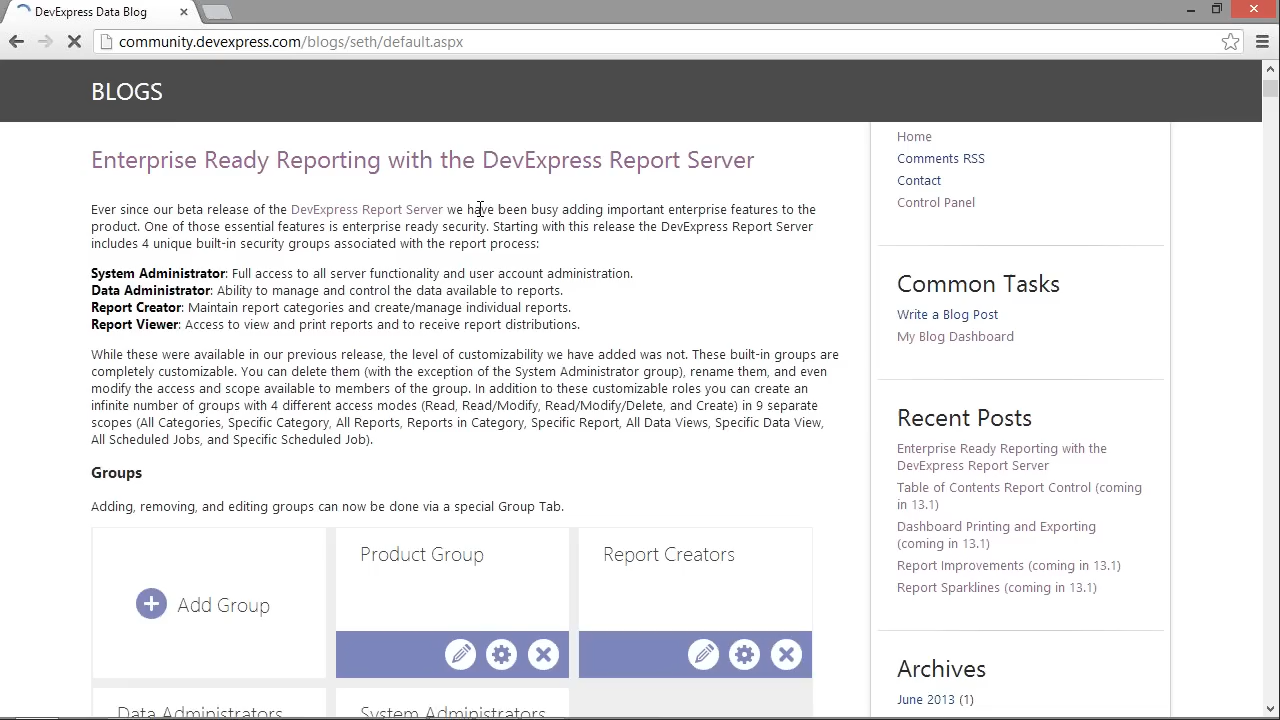 DevExpress Data Blog
community.devexpress.com/blogs/seth/default.aspx
BLOGS
Enterprise Ready Reporting with the DevExpress Report Server
Ever since our beta release of the DevExpress Report Server we have been busy adding important enterprise features to the
product. One of those essential features is enterprise ready security. Starting with this release the DevExpress Report Server
includes 4 unique built-in security groups associated with the report process:
System Administrator: Full access to all server functionality and user account administration.
Data Administrator: Ability to manage and control the data available to reports.
Report Creator: Maintain report categories and create/manage individual reports.
Report Viewer: Access to view and print reports and to receive report distributions.
While these were available in our previous release, the level of customizability we have added was not. These built-in groups are
completely customizable. You can delete them (with the exception of the System Administrator group), rename them, and even
modify the access and scope available to members of the group. In addition to these customizable roles you can create an
infinite number of groups with 4 different access modes (Read, Read/Modify, Read/Modify/Delete, and Create) in 9 separate
scopes (All Categories, Specific Category, All Reports, Reports in Category, Specific Report, All Data Views, Specific Data View,
All Scheduled Jobs, and Specific Scheduled Job).
Groups
Adding, removing, and editing groups can now be done via a special Group Tab.
Add Group
Product Group
Report Creators
Data Administrators
System Administrators
Home
Comments RSS
Contact
Control Panel
Common Tasks
Write a Blog Post
My Blog Dashboard
Recent Posts
Enterprise Ready Reporting with the
DevExpress Report Server
Table of Contents Report Control (coming
in 13.1)
Dashboard Printing and Exporting
(coming in 13.1)
Report Improvements (coming in 13.1)
Report Sparklines (coming in 13.1)
Archives
June 2013 (1)